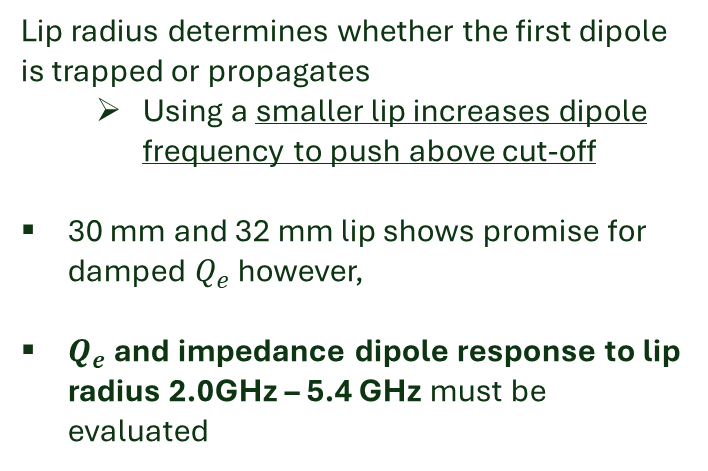 Lip radius determines whether the first dipole
is trapped or propagates
➢ Using a smaller lip increases dipole
frequency to push above cut-off
▪ 30 mm and 32 mm lip shows promise for
damped Qₑ however,
▪ Qₑ and impedance dipole response to lip
radius 2.0GHz – 5.4 GHz must be
evaluated